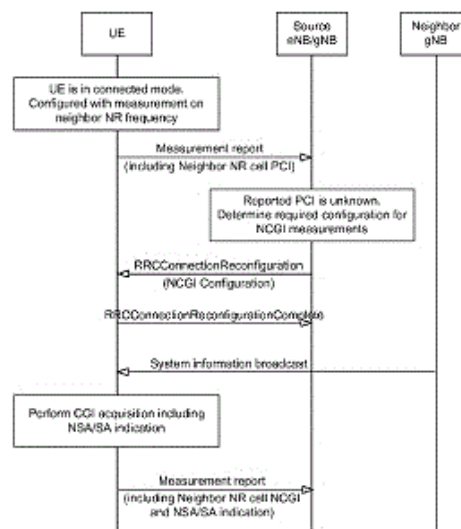 UE
Source
eNB/gNB
Neighbor
gNB
UE is in connected mode.
Configured with measurement on
neighbor NR frequency
Measurement report
(including Neighbor NR cell PCI)
Reported PCI is unknown.
Determine required configuration for
NCGI measurements
RRCConnectionReconfiguration
(NCGI Configuration)
RRCConnectionReconfigurationComplete
System information broadcast
Perform CGI acquisition including
NSA/SA indication
Measurement report
(including Neighbor NR cell NCGI
and NSA/SA indication)